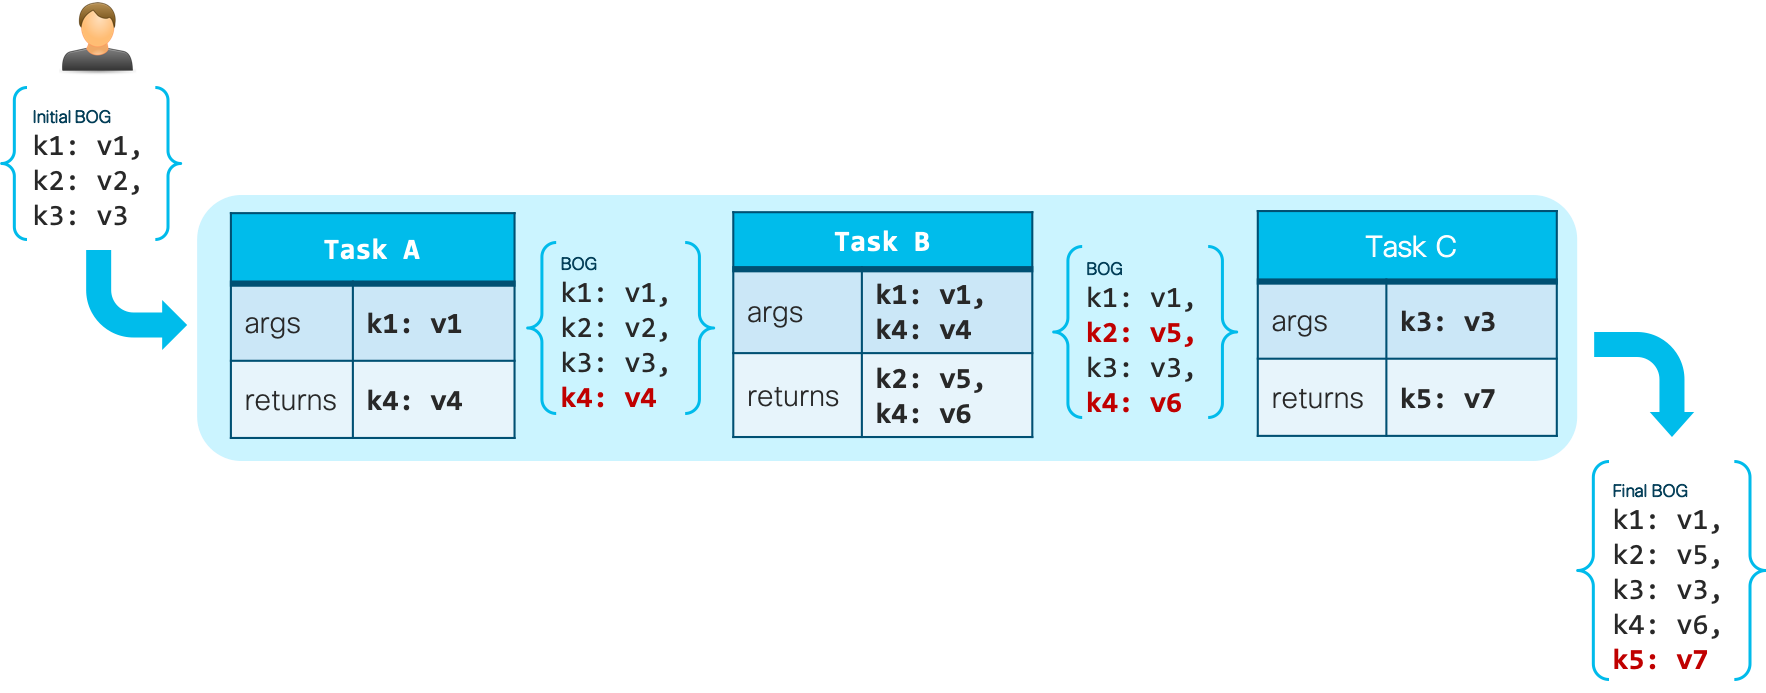 Initial BOG
k1: v1,
k2: v2,
k3: v3
Task A
args k1: v1
returns k4: v4
BOG
k1: v1,
k2: v2,
k3: v3,
k4: v4
Task B
args k1: v1,
k4: v4
returns k2: v5,
k4: v6
BOG
k1: v1,
k2: v5,
k3: v3,
k4: v6
Task C
args k3: v3
returns k5: v7
Final BOG
k1: v1,
k2: v5,
k3: v3,
k4: v6,
k5: v7